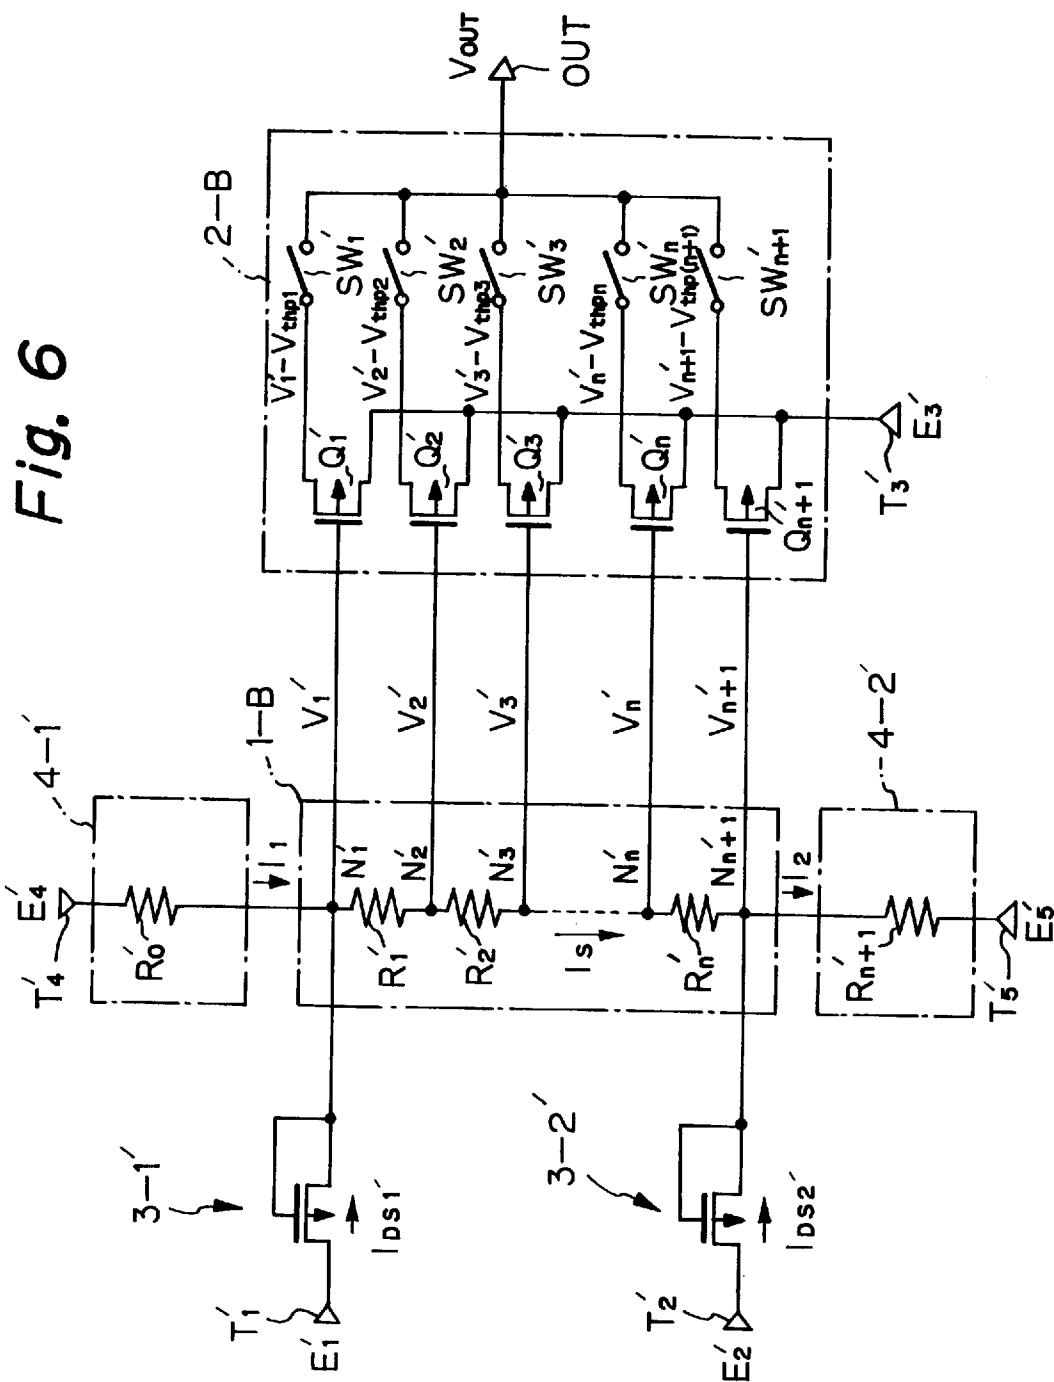 Fig. 6
E'4
T'4
4-1'
R'0
I1
1-B
N'1
R'1
N'2
R'2
N'3
Is
N'n
R'n
N'n+1
I2
4-2'
R'n+1
T'5
E'5
3-1'
IDS1'
T'1
E'1
3-2'
IDS2'
T'2
E'2
V'1
V'2
V'3
V'n
V'n+1
2-B
Q'1
Q'2
Q'3
Q'n
Q'n+1
V'1-Vthp1
V'2-Vthp2
V'3-Vthp3
V'n-Vthpn
V'n+1-Vthp(n+1)
SW'1
SW'2
SW'3
SW'n
SW'n+1
T'3
E'3
VOUT
OUT